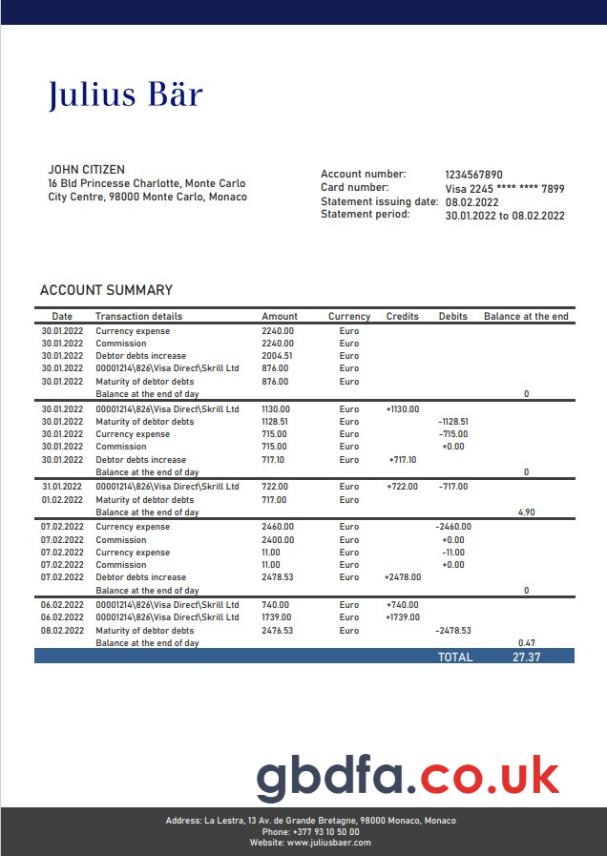 Julius Bär
JOHN CITIZEN
16 Bld Princesse Charlotte, Monte Carlo
City Centre, 98000 Monte Carlo, Monaco
Account number: 1234567890
Card number: Visa 2245 **** **** 7899
Statement issuing date: 08.02.2022
Statement period: 30.01.2022 to 08.02.2022
ACCOUNT SUMMARY
Date Transaction details Amount Currency Credits Debits Balance at the end
30.01.2022 Currency expense 2240.00 Euro
30.01.2022 Commission 2240.00 Euro
30.01.2022 Debtor debts increase 2004.51 Euro
30.01.2022 00001214\826\Visa Direct\Skrill Ltd 876.00 Euro
30.01.2022 Maturity of debtor debts 876.00 Euro
Balance at the end of day 0
30.01.2022 00001214\826\Visa Direct\Skrill Ltd 1130.00 Euro +1130.00
30.01.2022 Maturity of debtor debts 1128.51 Euro -1128.51
30.01.2022 Currency expense 715.00 Euro -715.00
30.01.2022 Commission 715.00 Euro +0.00
30.01.2022 Debtor debts increase 717.10 Euro +717.10
Balance at the end of day 0
31.01.2022 00001214\826\Visa Direct\Skrill Ltd 722.00 Euro +722.00 -717.00
01.02.2022 Maturity of debtor debts 717.00 Euro
Balance at the end of day 4.90
07.02.2022 Currency expense 2460.00 Euro -2460.00
07.02.2022 Commission 2400.00 Euro +0.00
07.02.2022 Currency expense 11.00 Euro -11.00
07.02.2022 Commission 11.00 Euro +0.00
07.02.2022 Debtor debts increase 2478.53 Euro +2478.00
Balance at the end of day 0
06.02.2022 00001214\826\Visa Direct\Skrill Ltd 740.00 Euro +740.00
06.02.2022 00001214\826\Visa Direct\Skrill Ltd 1739.00 Euro +1739.00
08.02.2022 Maturity of debtor debts 2476.53 Euro -2478.53
Balance at the end of day 0.47
TOTAL 27.37
gbdfa.co.uk
Address: La Lestra, 13 Av. de Grande Bretagne, 98000 Monaco, Monaco
Phone: +377 93 10 50 00
Website: www.juliusbaer.com